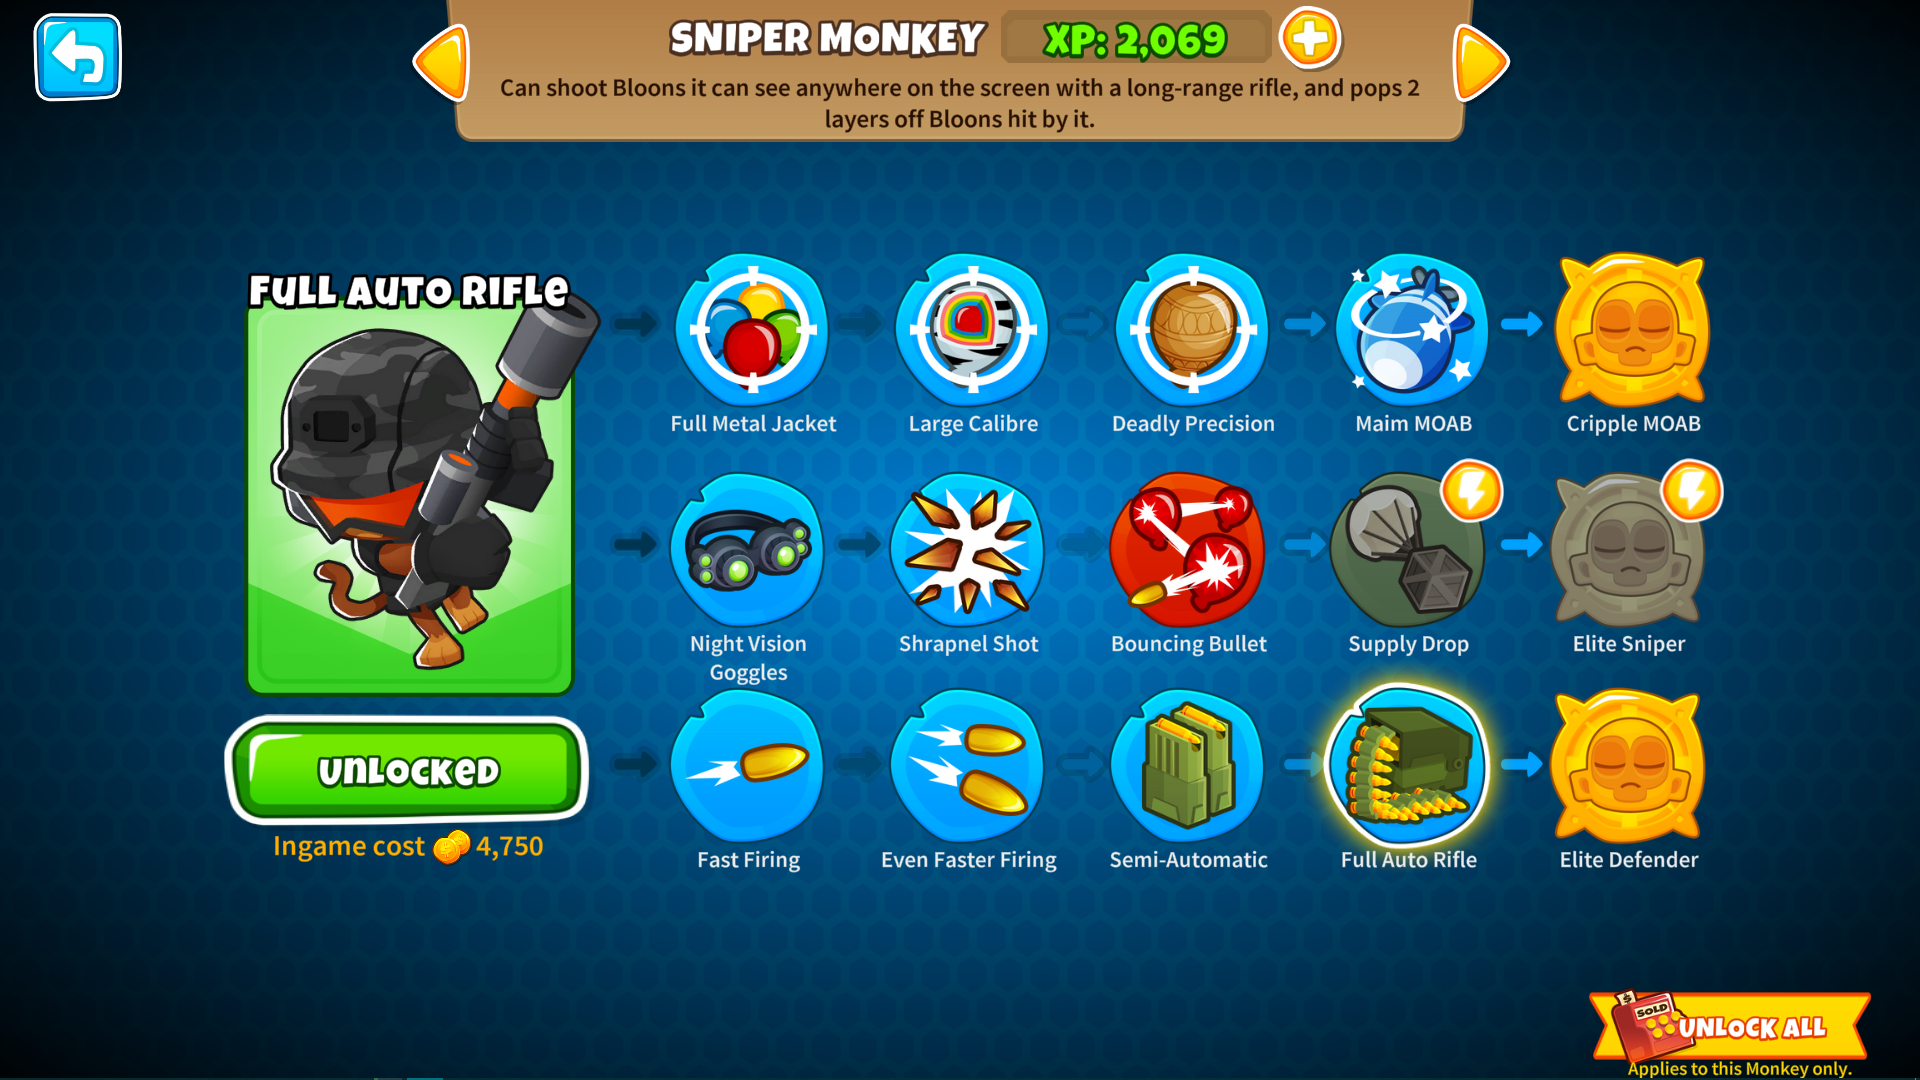 SNIPER MONKEY
XP: 2,069
Can shoot Bloons it can see anywhere on the screen with a long-range rifle, and pops 2
layers off Bloons hit by it.
FULL AUTO RIFLE
Full Metal Jacket
Large Calibre
Deadly Precision
Maim MOAB
Cripple MOAB
Night Vision
Goggles
Shrapnel Shot
Bouncing Bullet
Supply Drop
Elite Sniper
UNLOCKED
Ingame cost 4,750
Fast Firing
Even Faster Firing
Semi-Automatic
Full Auto Rifle
Elite Defender
$
SOLD
UNLOCK ALL
Applies to this Monkey only.